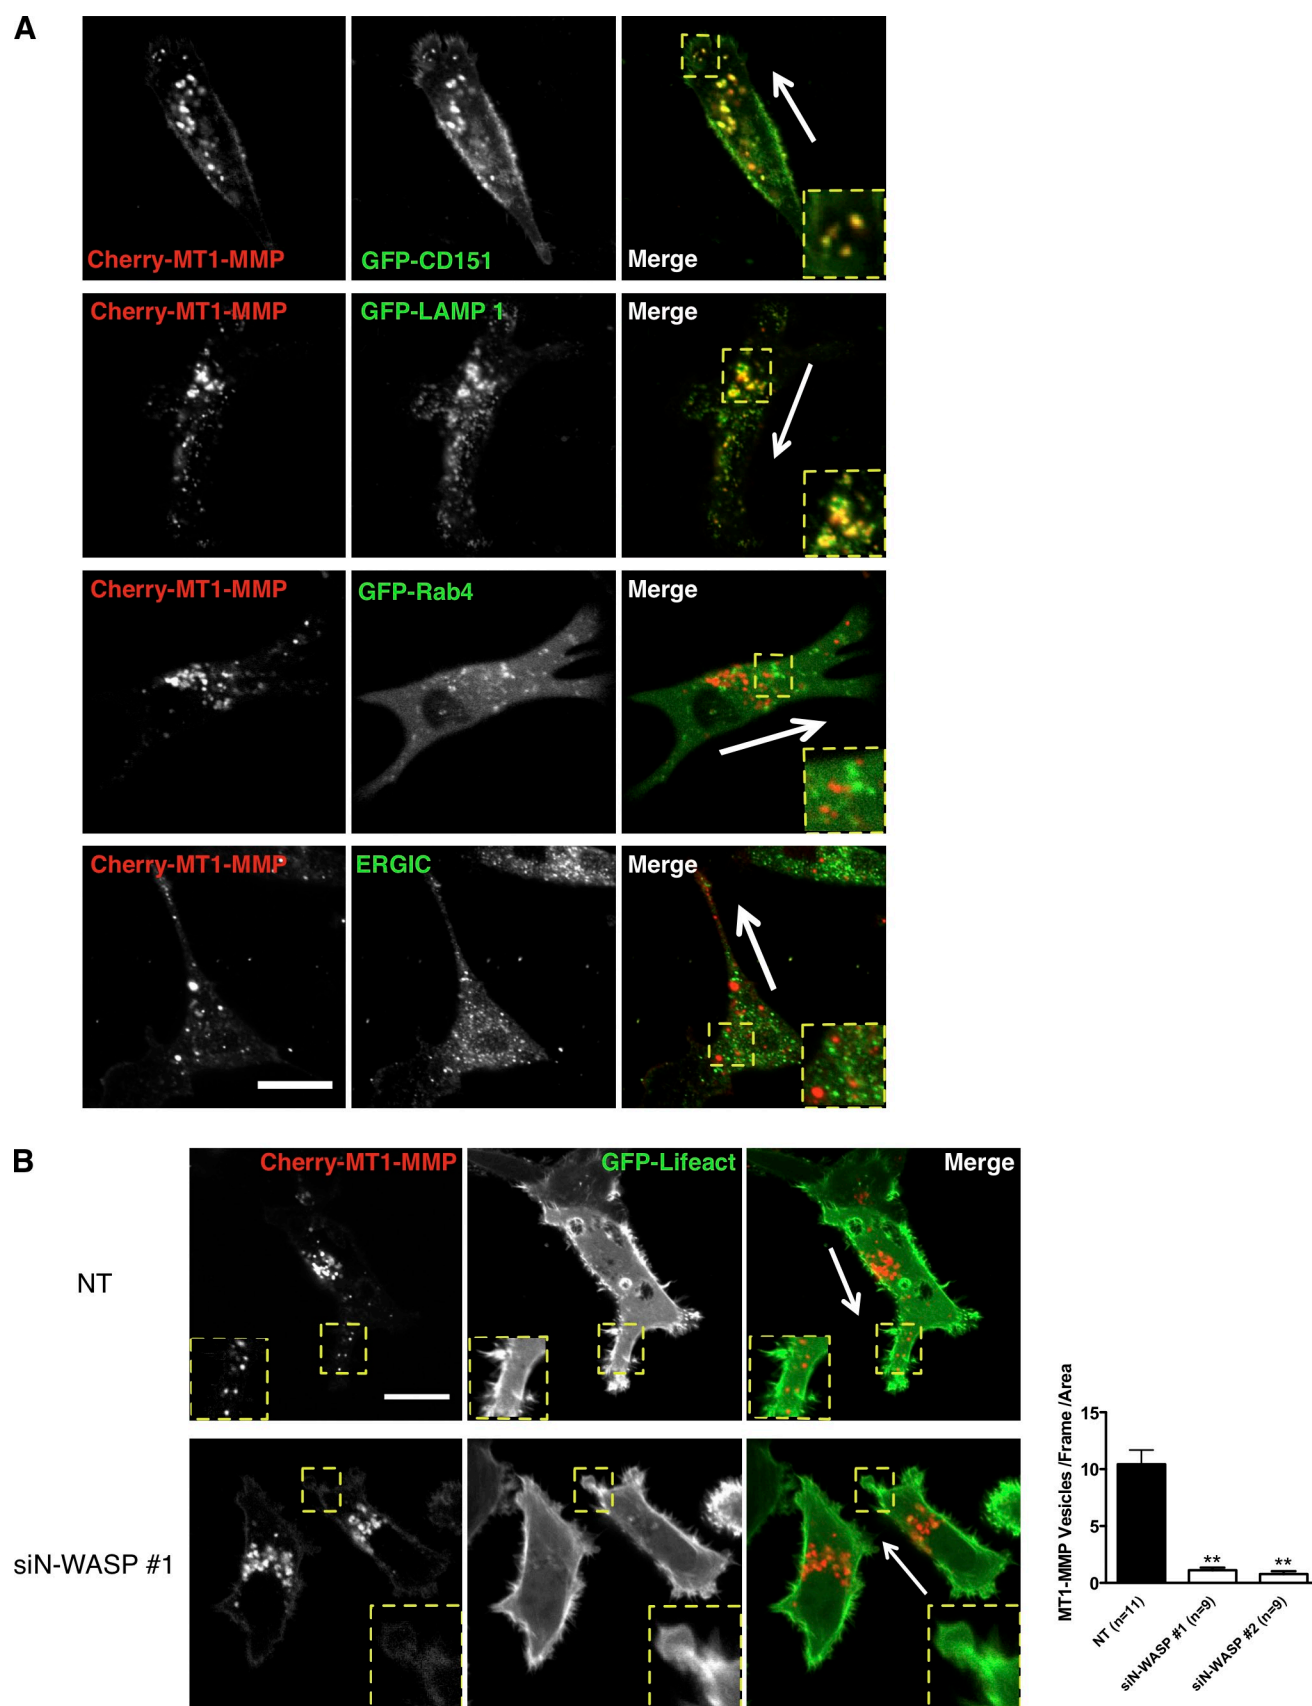 A
Cherry-MT1-MMP GFP-CD151 Merge
Cherry-MT1-MMP GFP-LAMP 1 Merge
Cherry-MT1-MMP GFP-Rab4 Merge
Cherry-MT1-MMP ERGIC Merge
B
Cherry-MT1-MMP GFP-Lifeact Merge
NT
siN-WASP #1
MT1-MMP Vesicles /Frame /Area
15
10
5
0
** **
NT (n=11)
siN-WASP #1 (n=9)
siN-WASP #2 (n=9)